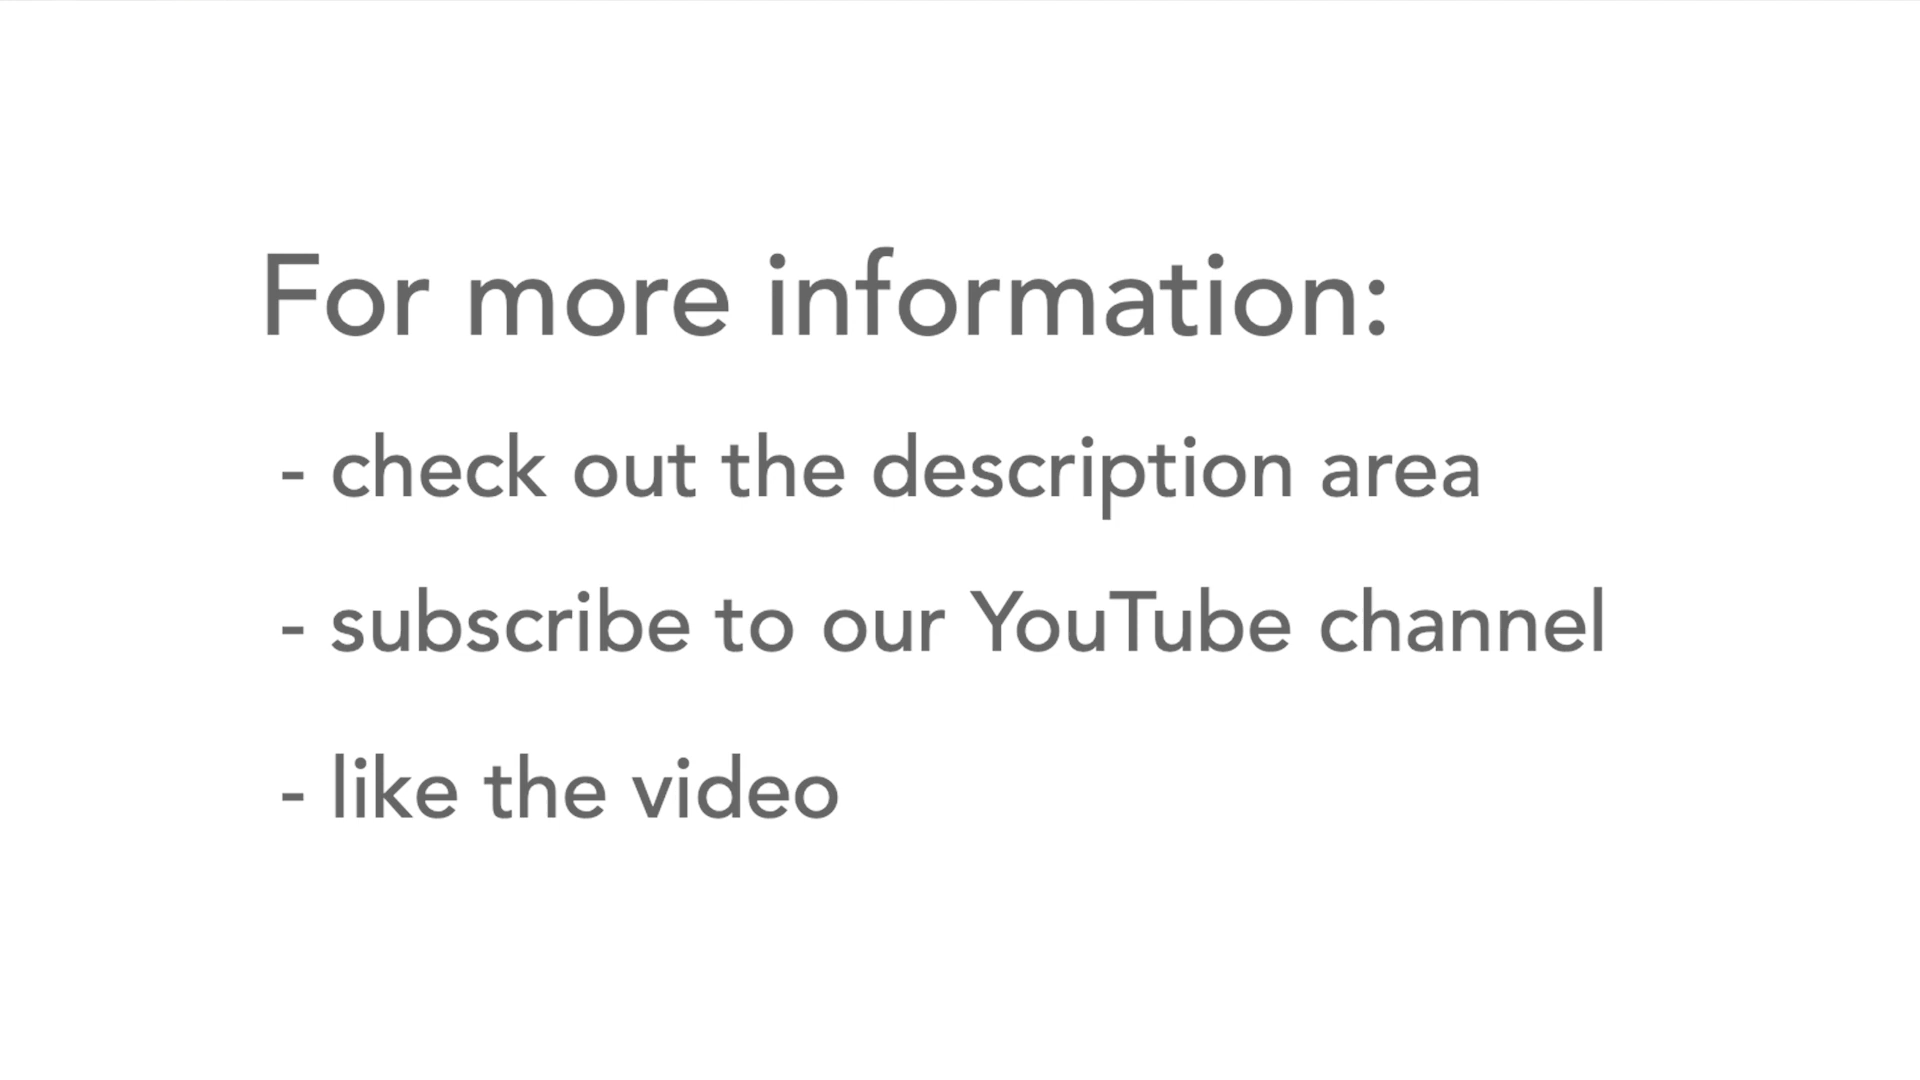 For more information:
- check out the description area
- subscribe to our YouTube channel
- like the video